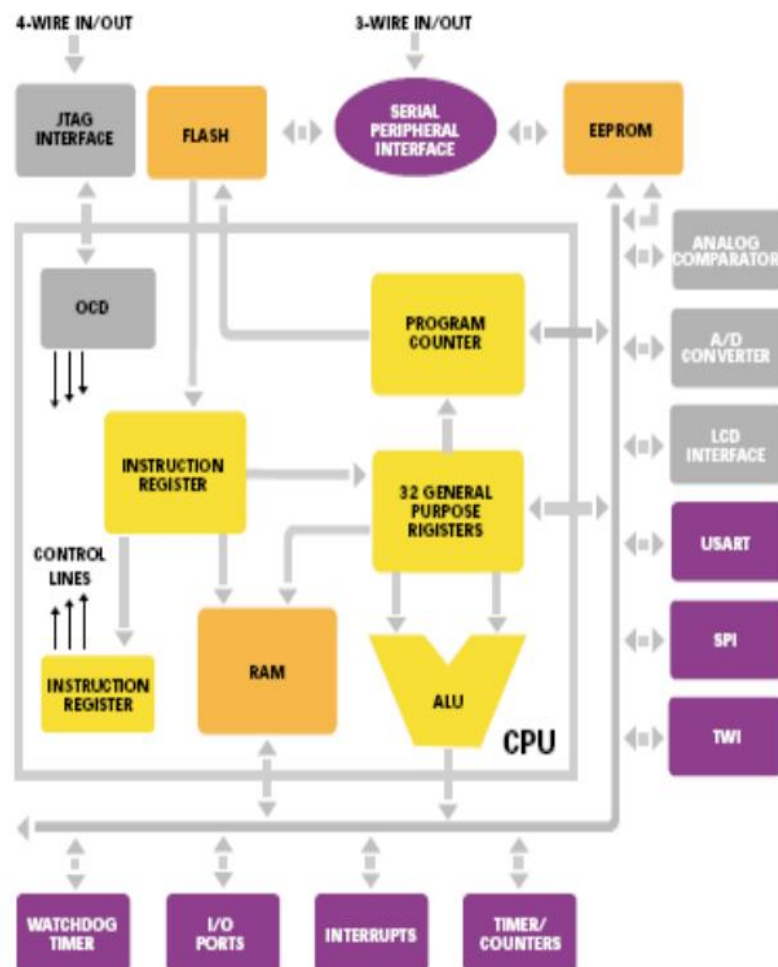 4-WIRE IN/OUT
3-WIRE IN/OUT
JTAG
INTERFACE
FLASH
SERIAL
PERIPHERAL
INTERFACE
EEPROM
ANALOG
COMPARATOR
OCD
PROGRAM
COUNTER
A/D
CONVERTER
LCD
INTERFACE
INSTRUCTION
REGISTER
32 GENERAL
PURPOSE
RIGISTERS
USART
CONTROL
LINES
SPI
INSTRUCTION
REGISTER
RAM
ALU
CPU
TWI
WATCHDOG
TIMER
I/O
PORTS
INTERRUPTS
TIMER/
COUNTERS